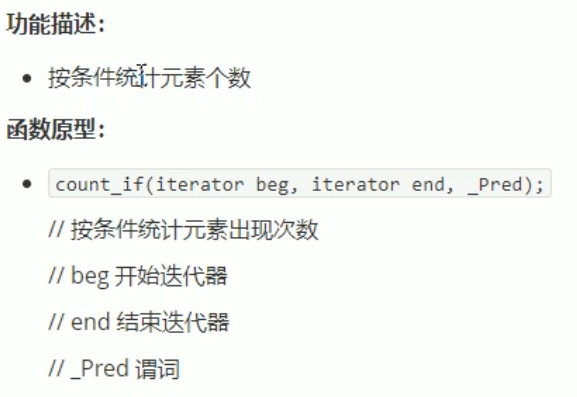 功能描述：
• 按条件统计元素个数
函数原型：
• count_if(iterator beg, iterator end, _Pred);
// 按条件统计元素出现次数
// beg 开始迭代器
// end 结束迭代器
// _Pred 谓词